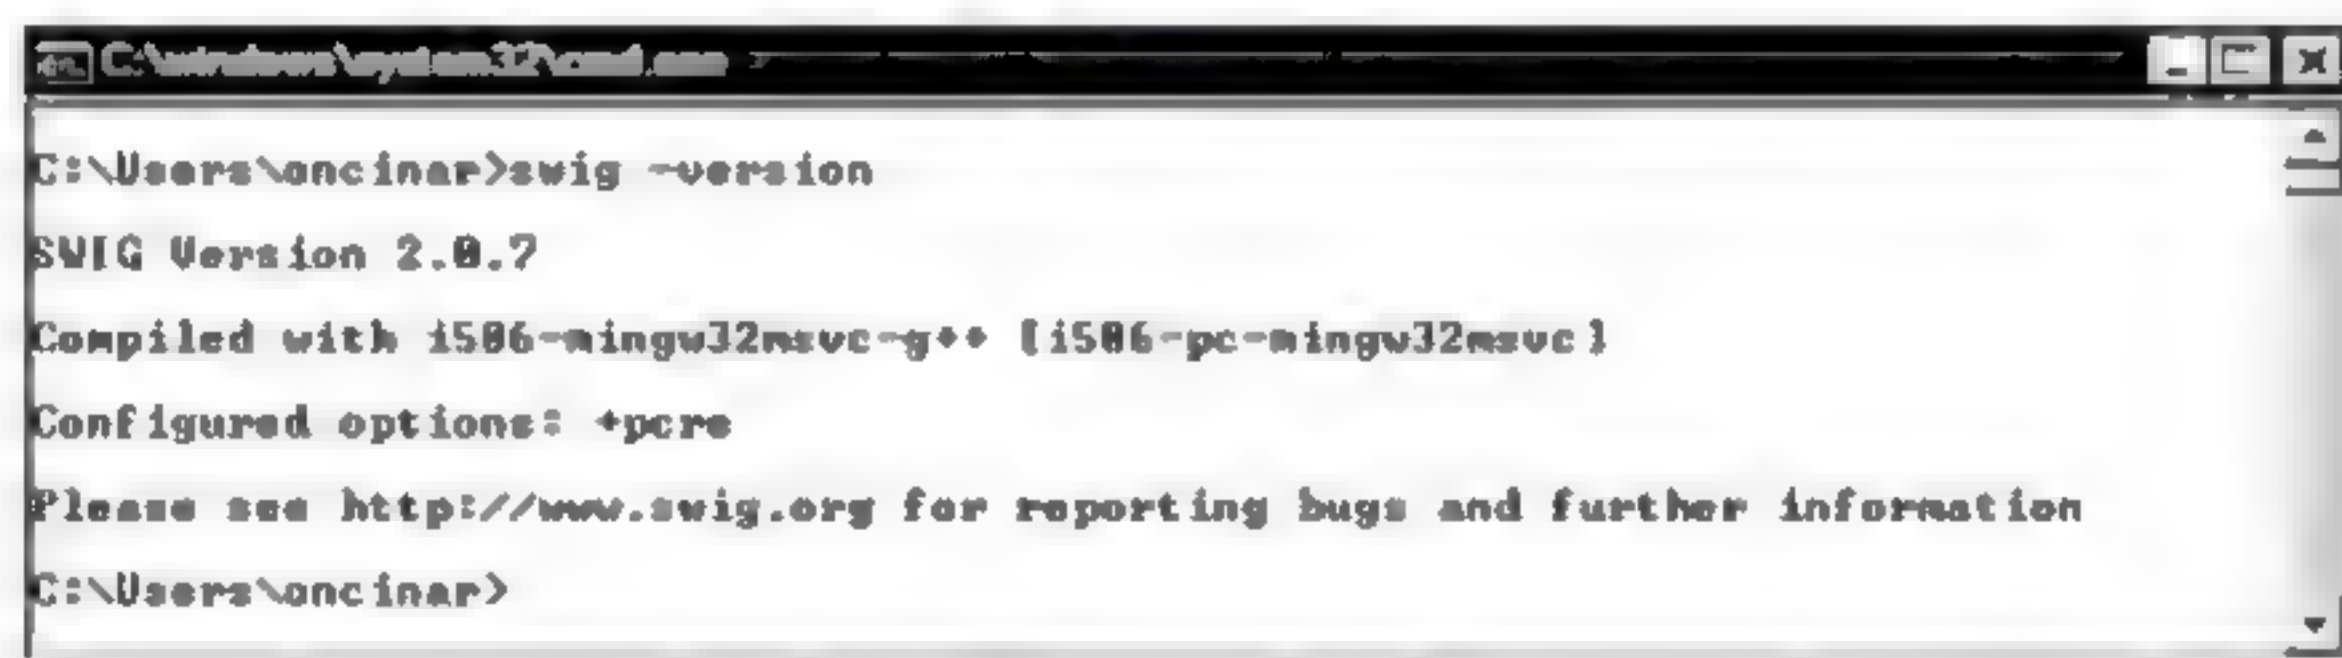 C:\windows\system32\cmd.exe
C:\Users\oncinar>swig -version
SWIG Version 2.0.7
Compiled with i586-mingw32msvc-g++ [i586-pc-mingw32msvc]
Configured options: +pcre
Please see http://www.swig.org for reporting bugs and further information
C:\Users\oncinar>